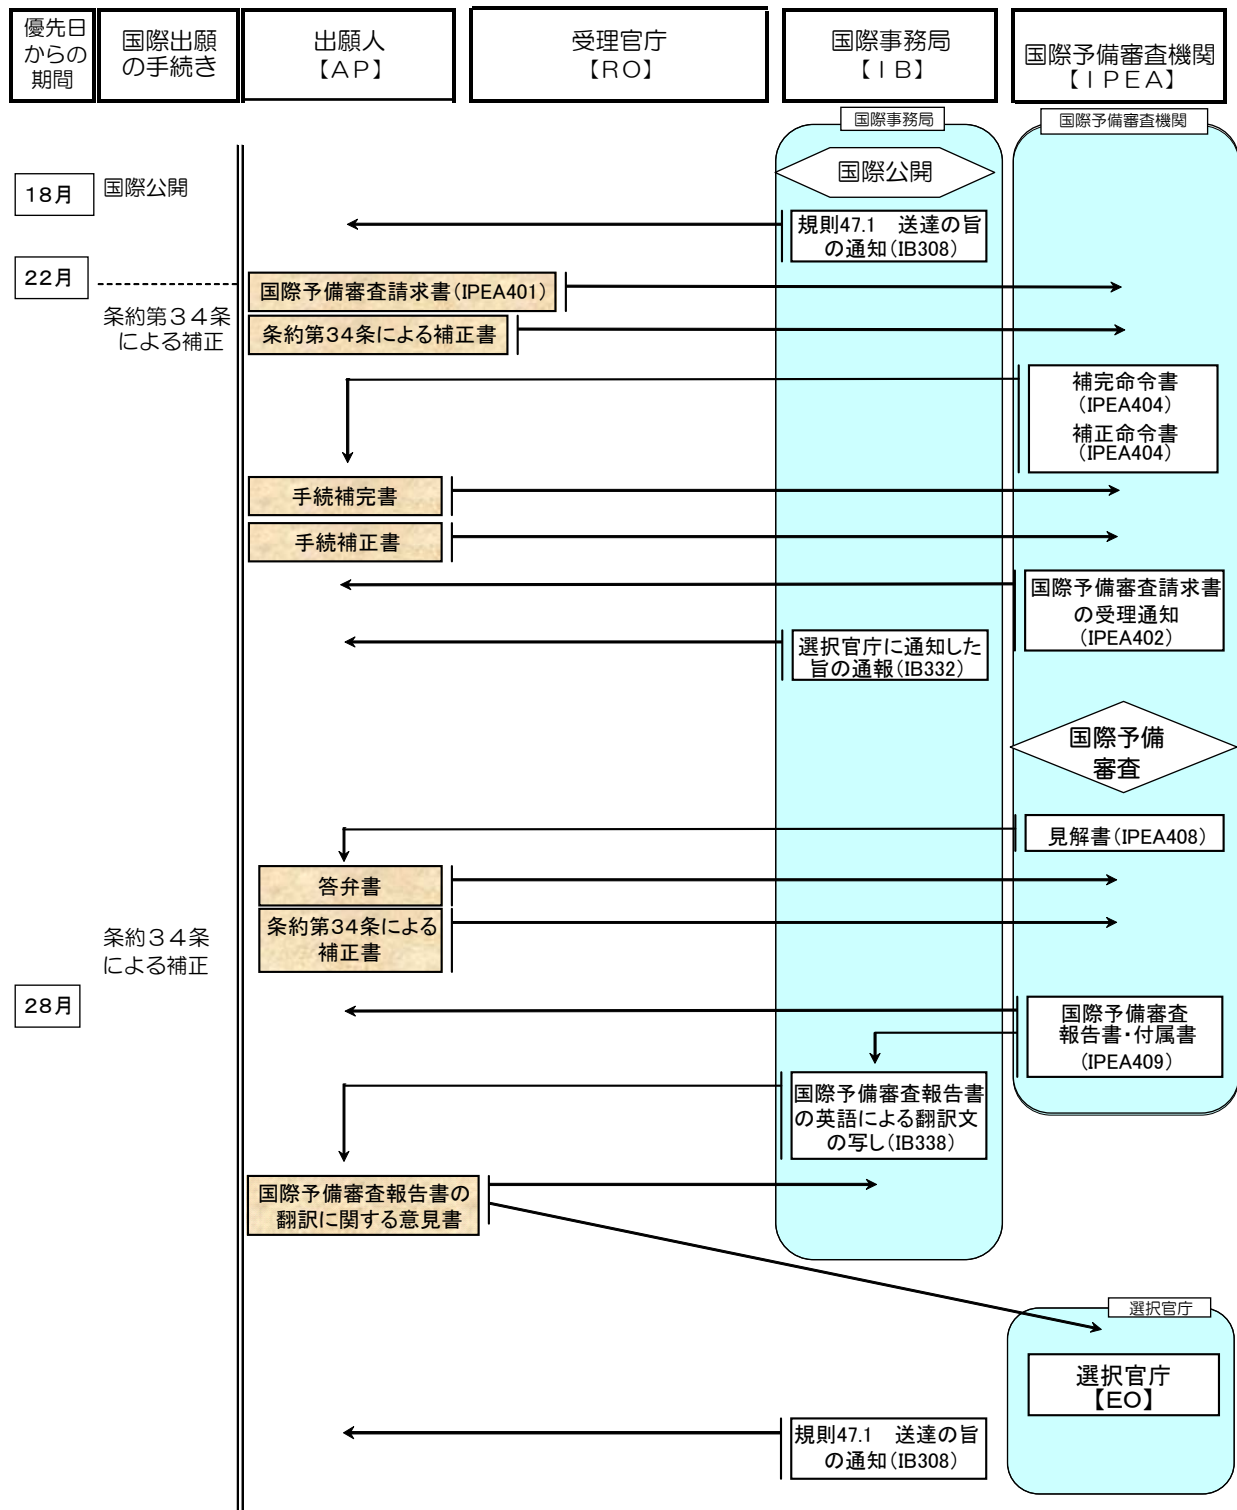 優先日
からの
期間
国際出願
の手続き
出願人
【AP】
受理官庁
【RO】
国際事務局
【IB】
国際予備審査機関
【IPEA】
国際事務局
国際予備審査機関
国際公開
18月
国際公開
規則47.1　送達の旨
の通知(IB308)
22月
国際予備審査請求書(IPEA401)
条約第34条
による補正
条約第34条による補正書
補完命令書
(IPEA404)
補正命令書
(IPEA404)
手続補完書
手続補正書
国際予備審査請求書
の受理通知
(IPEA402)
選択官庁に通知した
旨の通報(IB332)
国際予備
審査
見解書(IPEA408)
答弁書
条約第34条による
補正書
条約34条
による補正
28月
国際予備審査
報告書・付属書
(IPEA409)
国際予備審査報告書
の英語による翻訳文
の写し(IB338)
国際予備審査報告書の
翻訳に関する意見書
選択官庁
選択官庁
【EO】
規則47.1　送達の旨
の通知(IB308)